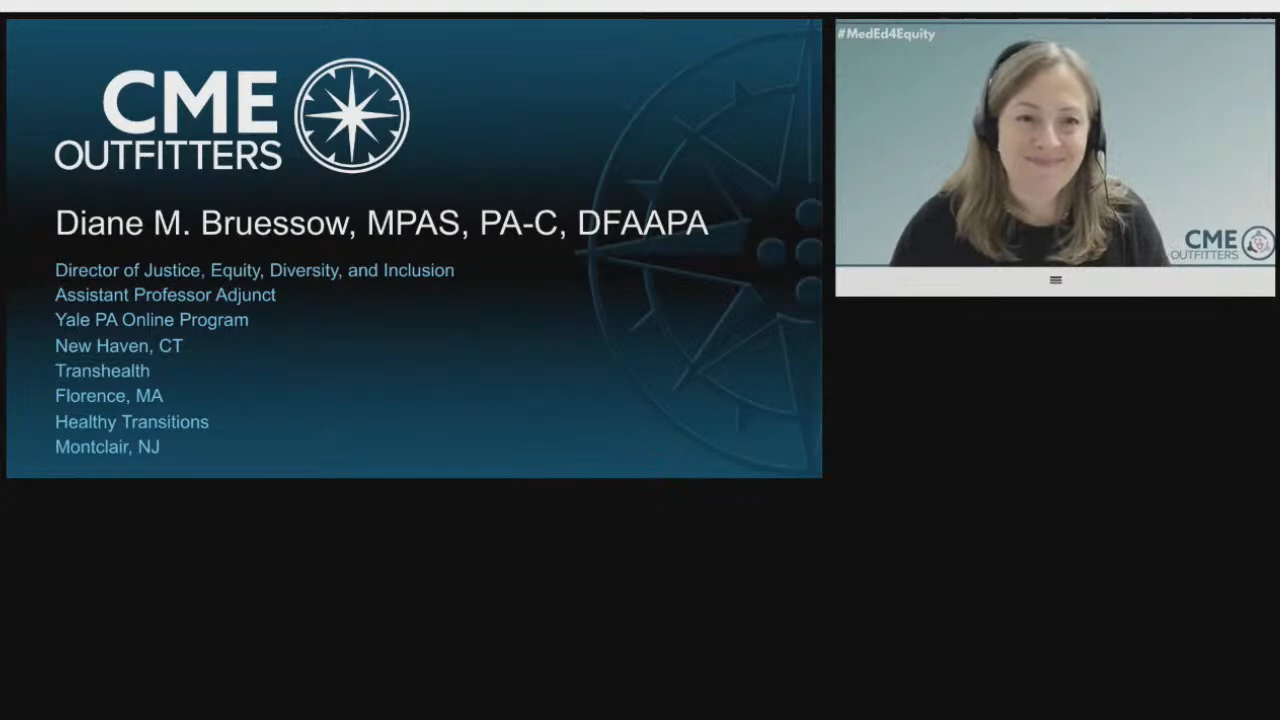 CME
OUTFITTERS
Diane M. Bruessow, MPAS, PA-C, DFAAPA
Director of Justice, Equity, Diversity, and Inclusion
Assistant Professor Adjunct
Yale PA Online Program
New Haven, CT
Transhealth
Florence, MA
Healthy Transitions
Montclair, NJ
#MedEd4Equity
CME
OUTFITTERS